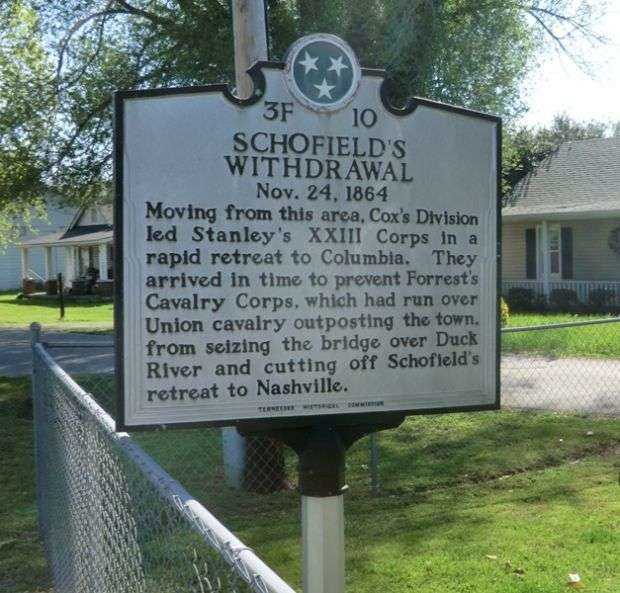 3F 10
SCHOFIELD'S
WITHDRAWAL
Nov. 24, 1864
Moving from this area, Cox's Division
led Stanley's XXIII Corps in a
rapid retreat to Columbia. They
arrived in time to prevent Forrest's
Cavalry Corps, which had run over
Union cavalry outposting the town,
from seizing the bridge over Duck
River and cutting off Schofield's
retreat to Nashville.
TENNESSEE HISTORICAL COMMISSION